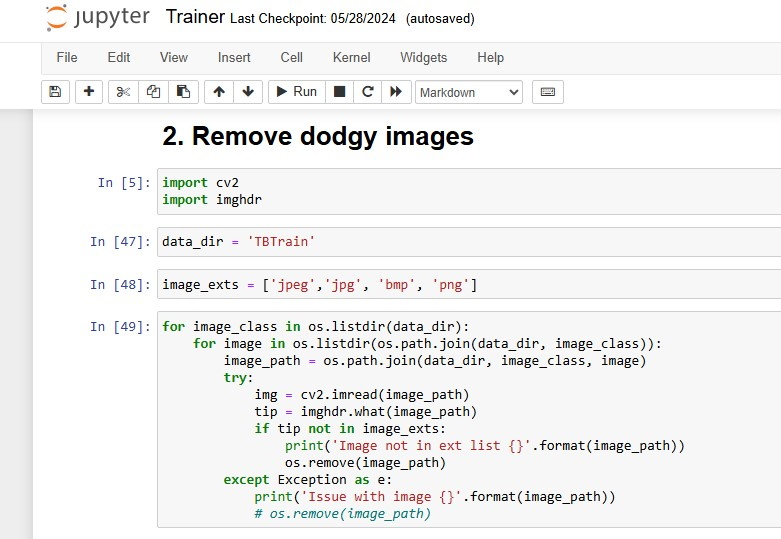 jupyter Trainer Last Checkpoint: 05/28/2024 (autosaved)
File Edit View Insert Cell Kernel Widgets Help
Run Markdown
2. Remove dodgy images
In [5]: import cv2
import imghdr
In [47]: data_dir = 'TBTrain'
In [48]: image_exts = ['jpeg','jpg', 'bmp', 'png']
In [49]: for image_class in os.listdir(data_dir):
    for image in os.listdir(os.path.join(data_dir, image_class)):
        image_path = os.path.join(data_dir, image_class, image)
        try:
            img = cv2.imread(image_path)
            tip = imghdr.what(image_path)
            if tip not in image_exts:
                print('Image not in ext list {}'.format(image_path))
                os.remove(image_path)
        except Exception as e:
            print('Issue with image {}'.format(image_path))
            # os.remove(image_path)